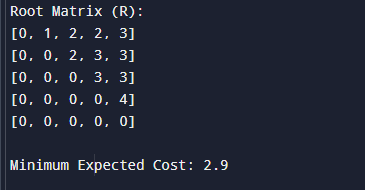 Root Matrix (R):
[0, 1, 2, 2, 3]
[0, 0, 2, 3, 3]
[0, 0, 0, 3, 3]
[0, 0, 0, 0, 4]
[0, 0, 0, 0, 0]
Minimum Expected Cost: 2.9